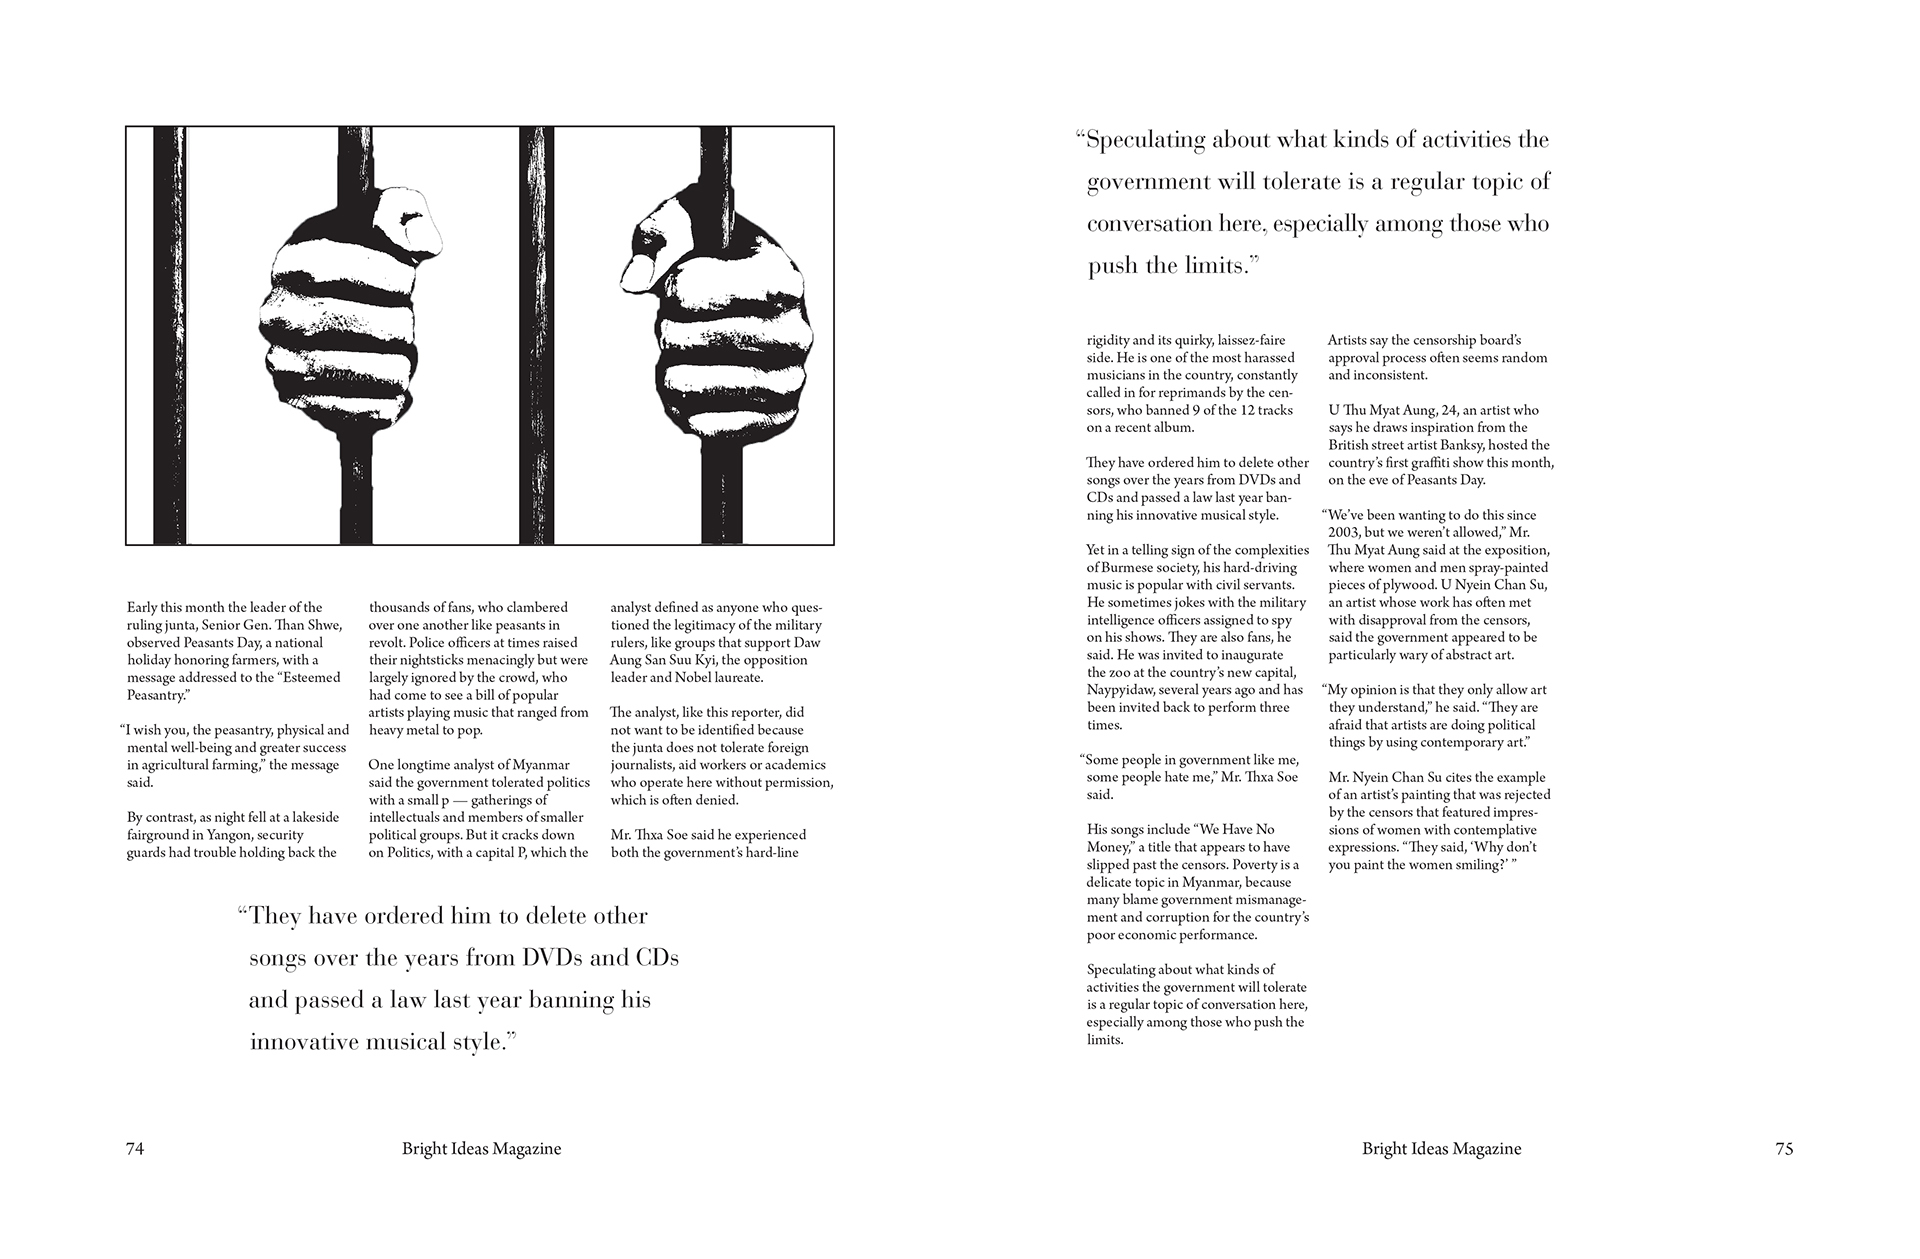 Early this month the leader of the
ruling junta, Senior Gen. Than Shwe,
observed Peasants Day, a national
holiday honoring farmers, with a
message addressed to the “Esteemed
Peasantry.”
“I wish you, the peasantry, physical and
mental well-being and greater success
in agricultural farming,” the message
said.
By contrast, as night fell at a lakeside
fairground in Yangon, security
guards had trouble holding back the
thousands of fans, who clambered
over one another like peasants in
revolt. Police officers at times raised
their nightsticks menacingly but were
largely ignored by the crowd, who
had come to see a bill of popular
artists playing music that ranged from
heavy metal to pop.
One longtime analyst of Myanmar
said the government tolerated politics
with a small p — gatherings of
intellectuals and members of smaller
political groups. But it cracks down
on Politics, with a capital P, which the
analyst defined as anyone who ques-
tioned the legitimacy of the military
rulers, like groups that support Daw
Aung San Suu Kyi, the opposition
leader and Nobel laureate.
The analyst, like this reporter, did
not want to be identified because
the junta does not tolerate foreign
journalists, aid workers or academics
who operate here without permission,
which is often denied.
Mr. Thxa Soe said he experienced
both the government’s hard-line
“They have ordered him to delete other
songs over the years from DVDs and CDs
and passed a law last year banning his
innovative musical style.”
74
Bright Ideas Magazine
“Speculating about what kinds of activities the
government will tolerate is a regular topic of
conversation here, especially among those who
push the limits.”
rigidity and its quirky, laissez-faire
side. He is one of the most harassed
musicians in the country, constantly
called in for reprimands by the cen-
sors, who banned 9 of the 12 tracks
on a recent album.
They have ordered him to delete other
songs over the years from DVDs and
CDs and passed a law last year ban-
ning his innovative musical style.
Yet in a telling sign of the complexities
of Burmese society, his hard-driving
music is popular with civil servants.
He sometimes jokes with the military
intelligence officers assigned to spy
on his shows. They are also fans, he
said. He was invited to inaugurate
the zoo at the country’s new capital,
Naypyidaw, several years ago and has
been invited back to perform three
times.
“Some people in government like me,
some people hate me,” Mr. Thxa Soe
said.
His songs include “We Have No
Money,” a title that appears to have
slipped past the censors. Poverty is a
delicate topic in Myanmar, because
many blame government mismanage-
ment and corruption for the country’s
poor economic performance.
Speculating about what kinds of
activities the government will tolerate
is a regular topic of conversation here,
especially among those who push the
limits.
Artists say the censorship board’s
approval process often seems random
and inconsistent.
U Thu Myat Aung, 24, an artist who
says he draws inspiration from the
British street artist Banksy, hosted the
country’s first graffiti show this month,
on the eve of Peasants Day.
“We’ve been wanting to do this since
2003, but we weren’t allowed,” Mr.
Thu Myat Aung said at the exposition,
where women and men spray-painted
pieces of plywood. U Nyein Chan Su,
an artist whose work has often met
with disapproval from the censors,
said the government appeared to be
particularly wary of abstract art.
“My opinion is that they only allow art
they understand,” he said. “They are
afraid that artists are doing political
things by using contemporary art.”
Mr. Nyein Chan Su cites the example
of an artist’s painting that was rejected
by the censors that featured impres-
sions of women with contemplative
expressions. “They said, ‘Why don’t
you paint the women smiling?’ ”
Bright Ideas Magazine
75